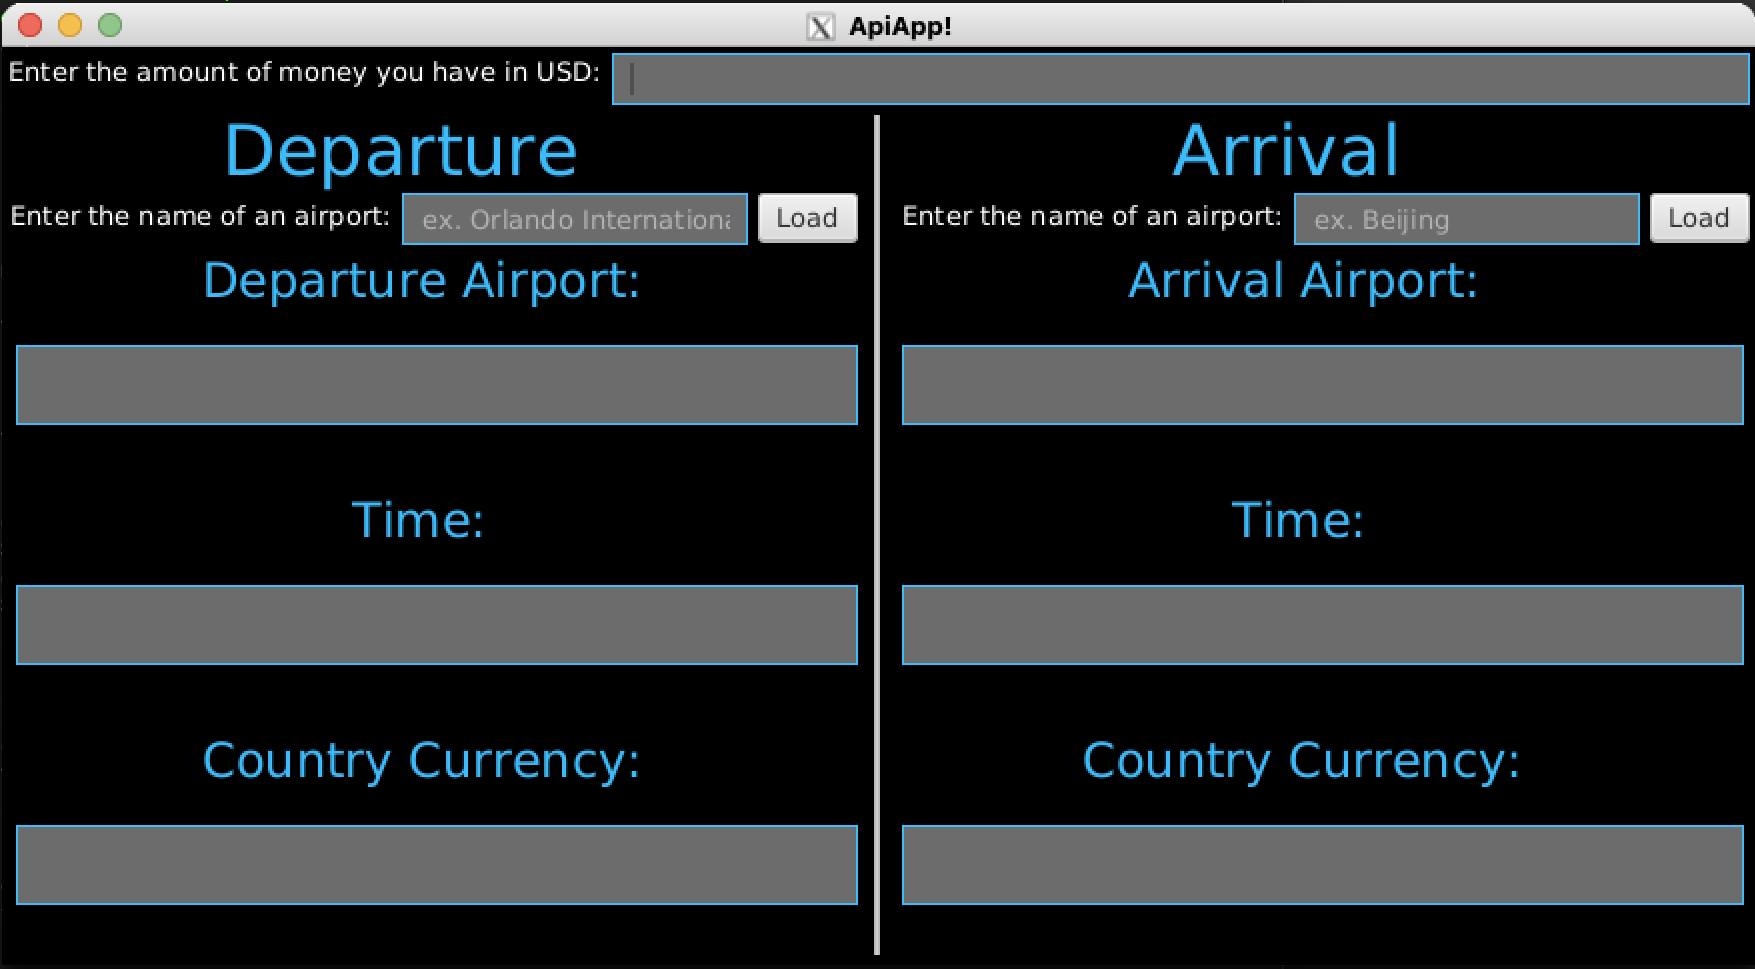 ApiApp!
Enter the amount of money you have in USD:
Departure
Enter the name of an airport: ex. Orlando Internationa Load
Departure Airport:
Time:
Country Currency:
Arrival
Enter the name of an airport: ex. Beijing Load
Arrival Airport:
Time:
Country Currency: